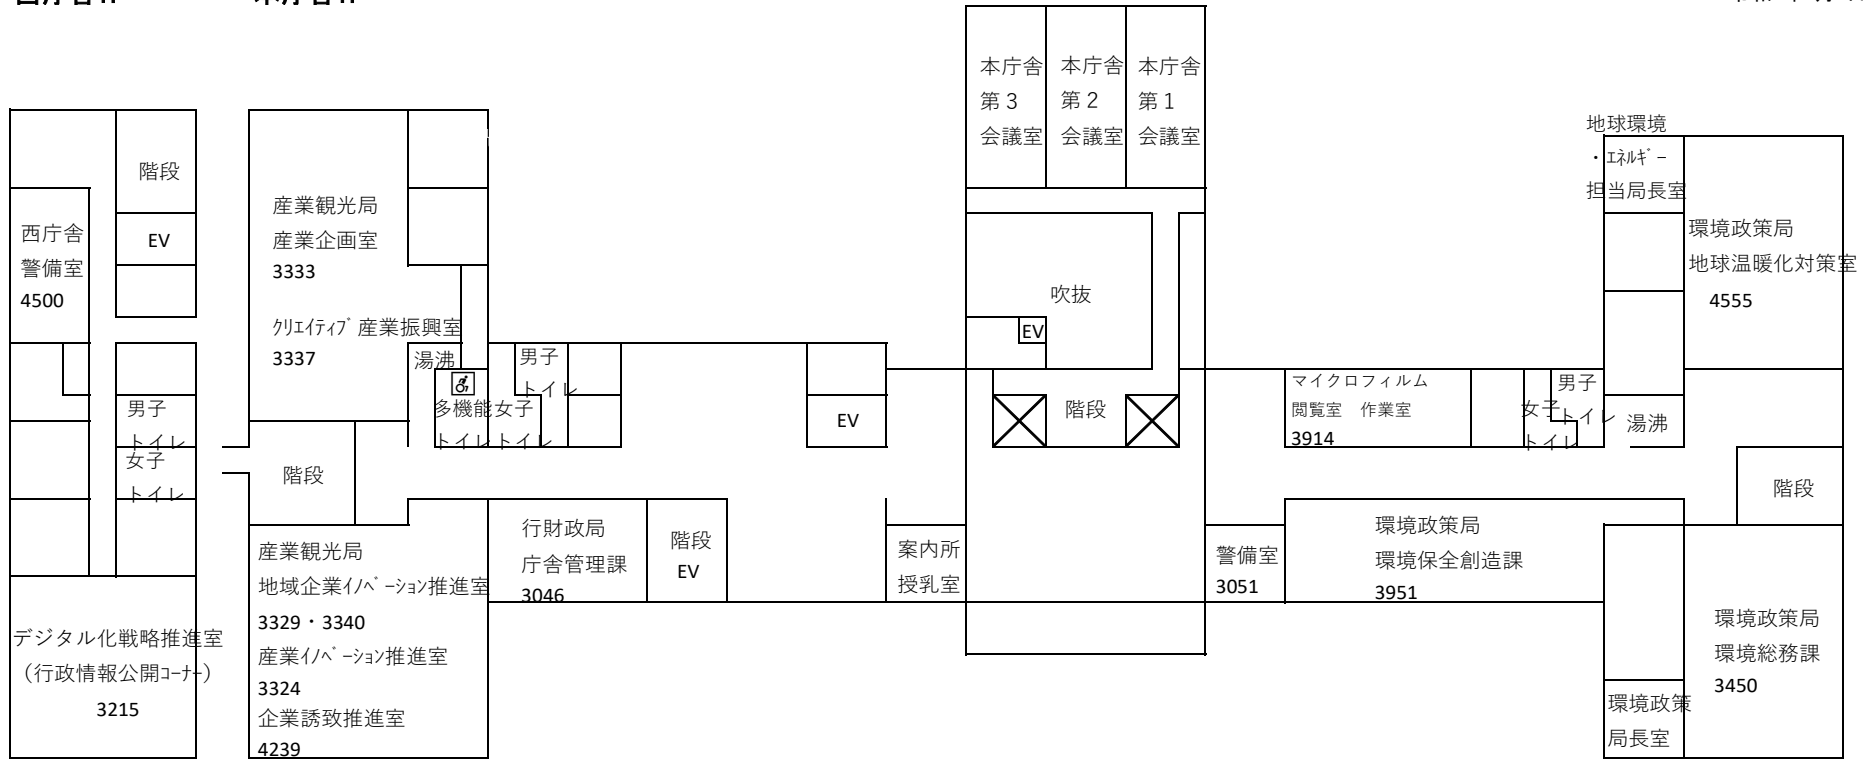 本庁舎
第３
会議室
本庁舎
第２
会議室
本庁舎
第１
会議室
階段
EV
西庁舎
警備室
4500
男子
トイレ
女子
トイレ
デジタル化戦略推進室
（行政情報公開ｺｰﾅｰ）
3215
産業観光局
産業企画室
3333
ｸﾘｴｲﾃｨﾌﾞ産業振興室
3337
湯沸
多機能
トイレ
女子
トイレ
男子
トイレ
階段
産業観光局
地域企業ｲﾉﾍﾞｰｼｮﾝ推進室
3329・3340
産業ｲﾉﾍﾞｰｼｮﾝ推進室
3324
企業誘致推進室
4239
行財政局
庁舎管理課
3046
階段
EV
EV
案内所
授乳室
吹抜
EV
階段
警備室
3051
マイクロフィルム
閲覧室　作業室
3914
女子
トイレ
男子
トイレ
湯沸
環境政策局
環境保全創造課
3951
地球環境
・ｴﾈﾙｷﾞｰ
担当局長室
環境政策局
地球温暖化対策室
4555
階段
環境政策局
環境総務課
3450
環境政策
局長室